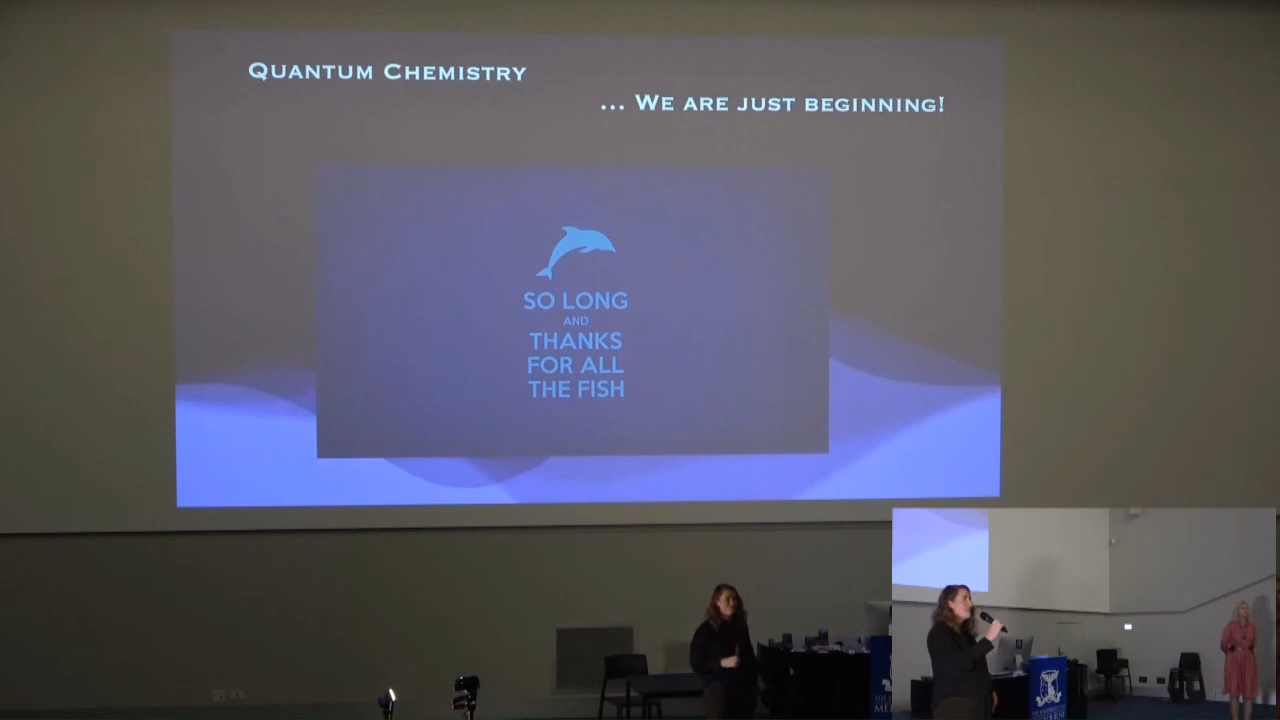 QUANTUM CHEMISTRY
... WE ARE JUST BEGINNING!
SO LONG
AND
THANKS
FOR ALL
THE FISH